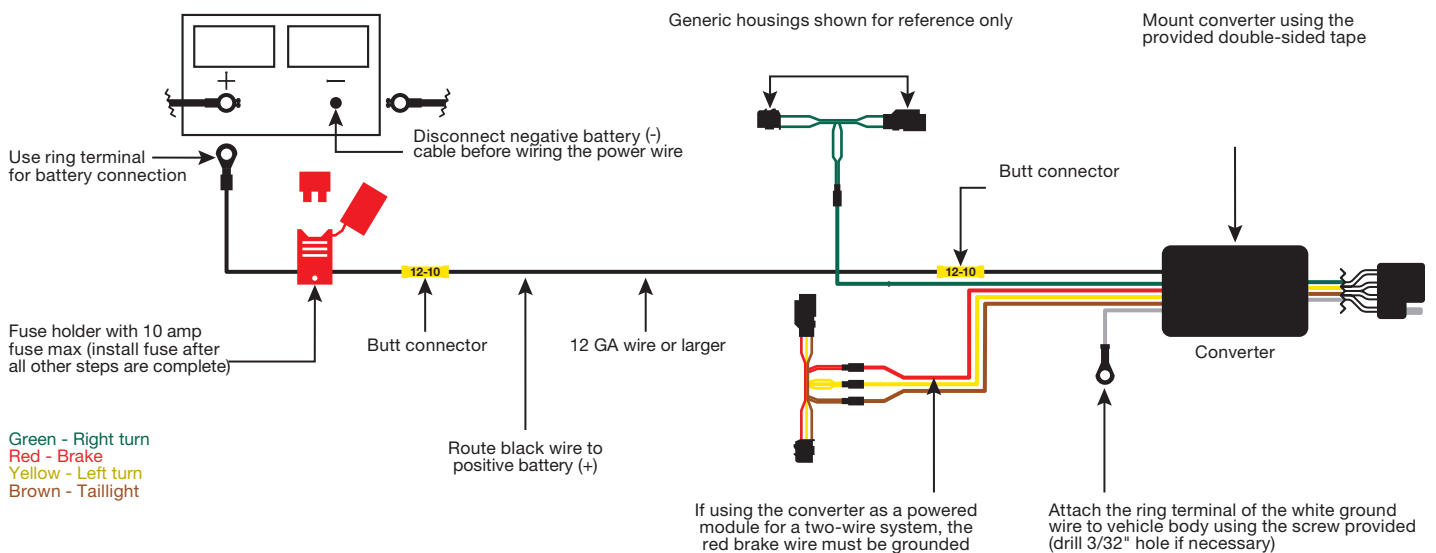 Generic housings shown for reference only
Mount converter using the
provided double-sided tape
+
−
Disconnect negative battery (-)
cable before wiring the power wire
Use ring terminal
for battery connection
Butt connector
12-10
12-10
Fuse holder with 10 amp
fuse max (install fuse after
all other steps are complete)
Butt connector
12 GA wire or larger
Converter
Green - Right turn
Red - Brake
Yellow - Left turn
Brown - Taillight
Route black wire to
positive battery (+)
If using the converter as a powered
module for a two-wire system, the
red brake wire must be grounded
Attach the ring terminal of the white ground
wire to vehicle body using the screw provided
(drill 3/32" hole if necessary)